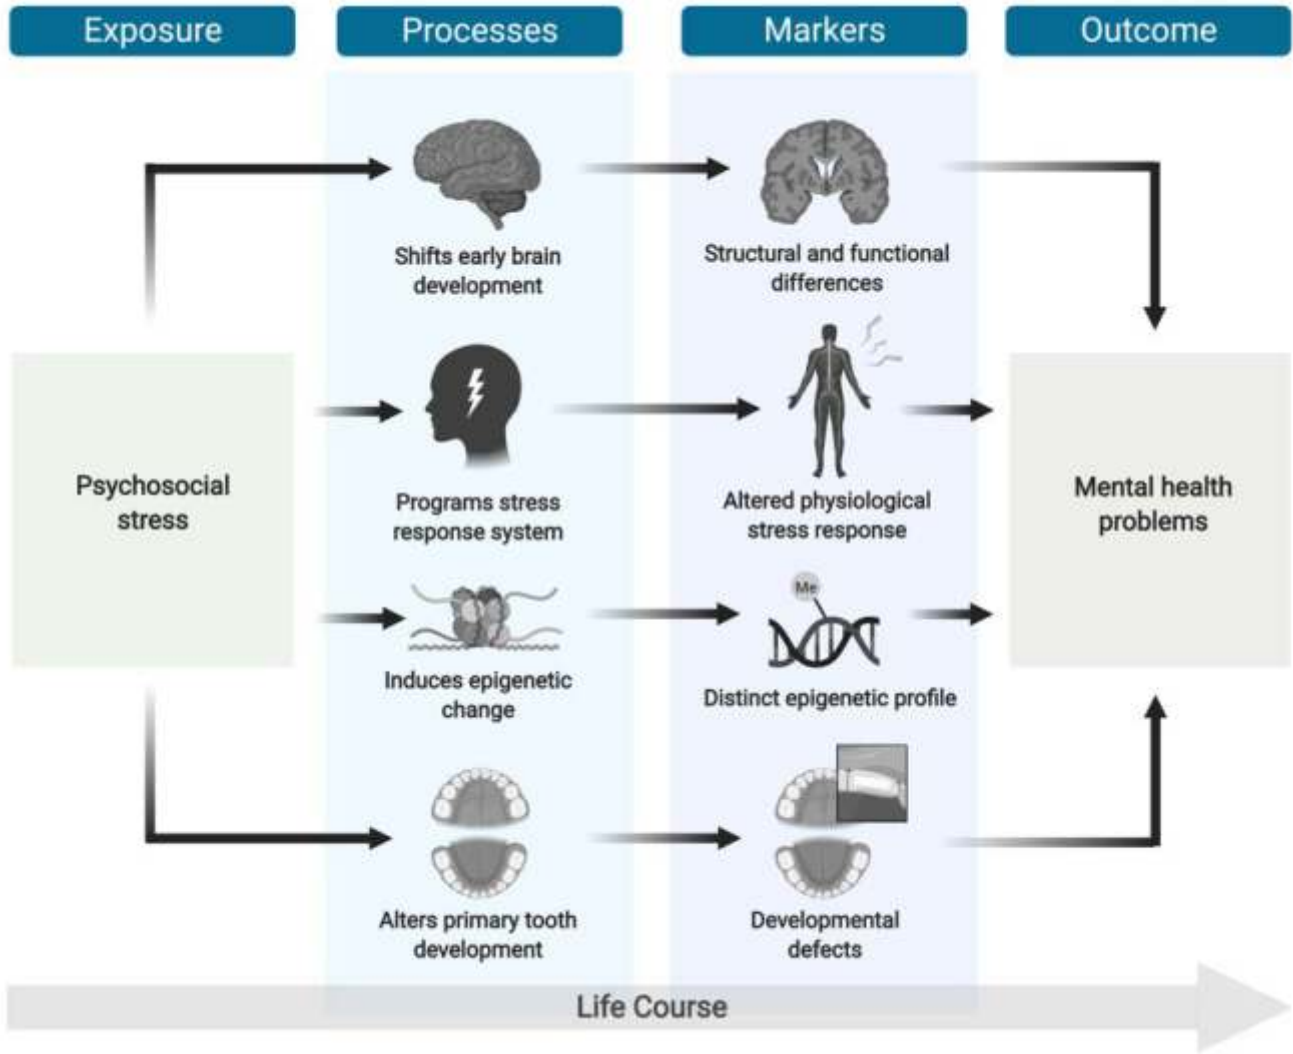 Exposure
Processes
Markers
Outcome
Shifts early brain
development
Structural and functional
differences
Psychosocial
stress
Programs stress
response system
Altered physiological
stress response
Mental health
problems
Induces epigenetic
change
Me
Distinct epigenetic profile
Alters primary tooth
development
Developmental
defects
Life Course